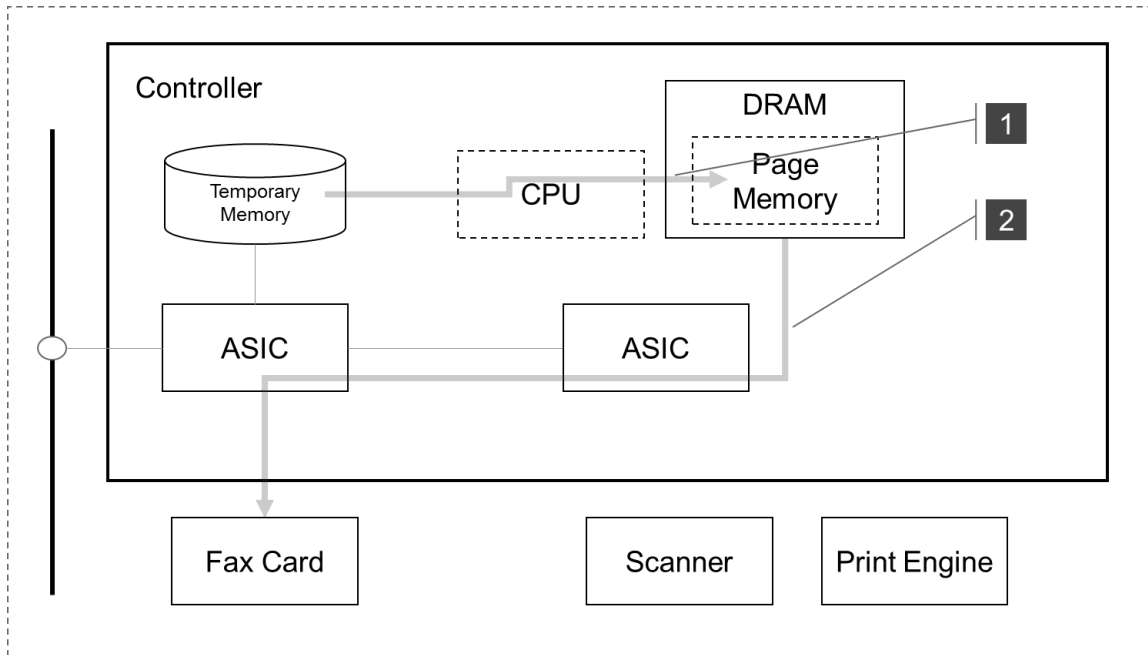 Controller
DRAM
1
Page
Memory
Temporary
Memory
CPU
2
ASIC
ASIC
Fax Card
Scanner
Print Engine